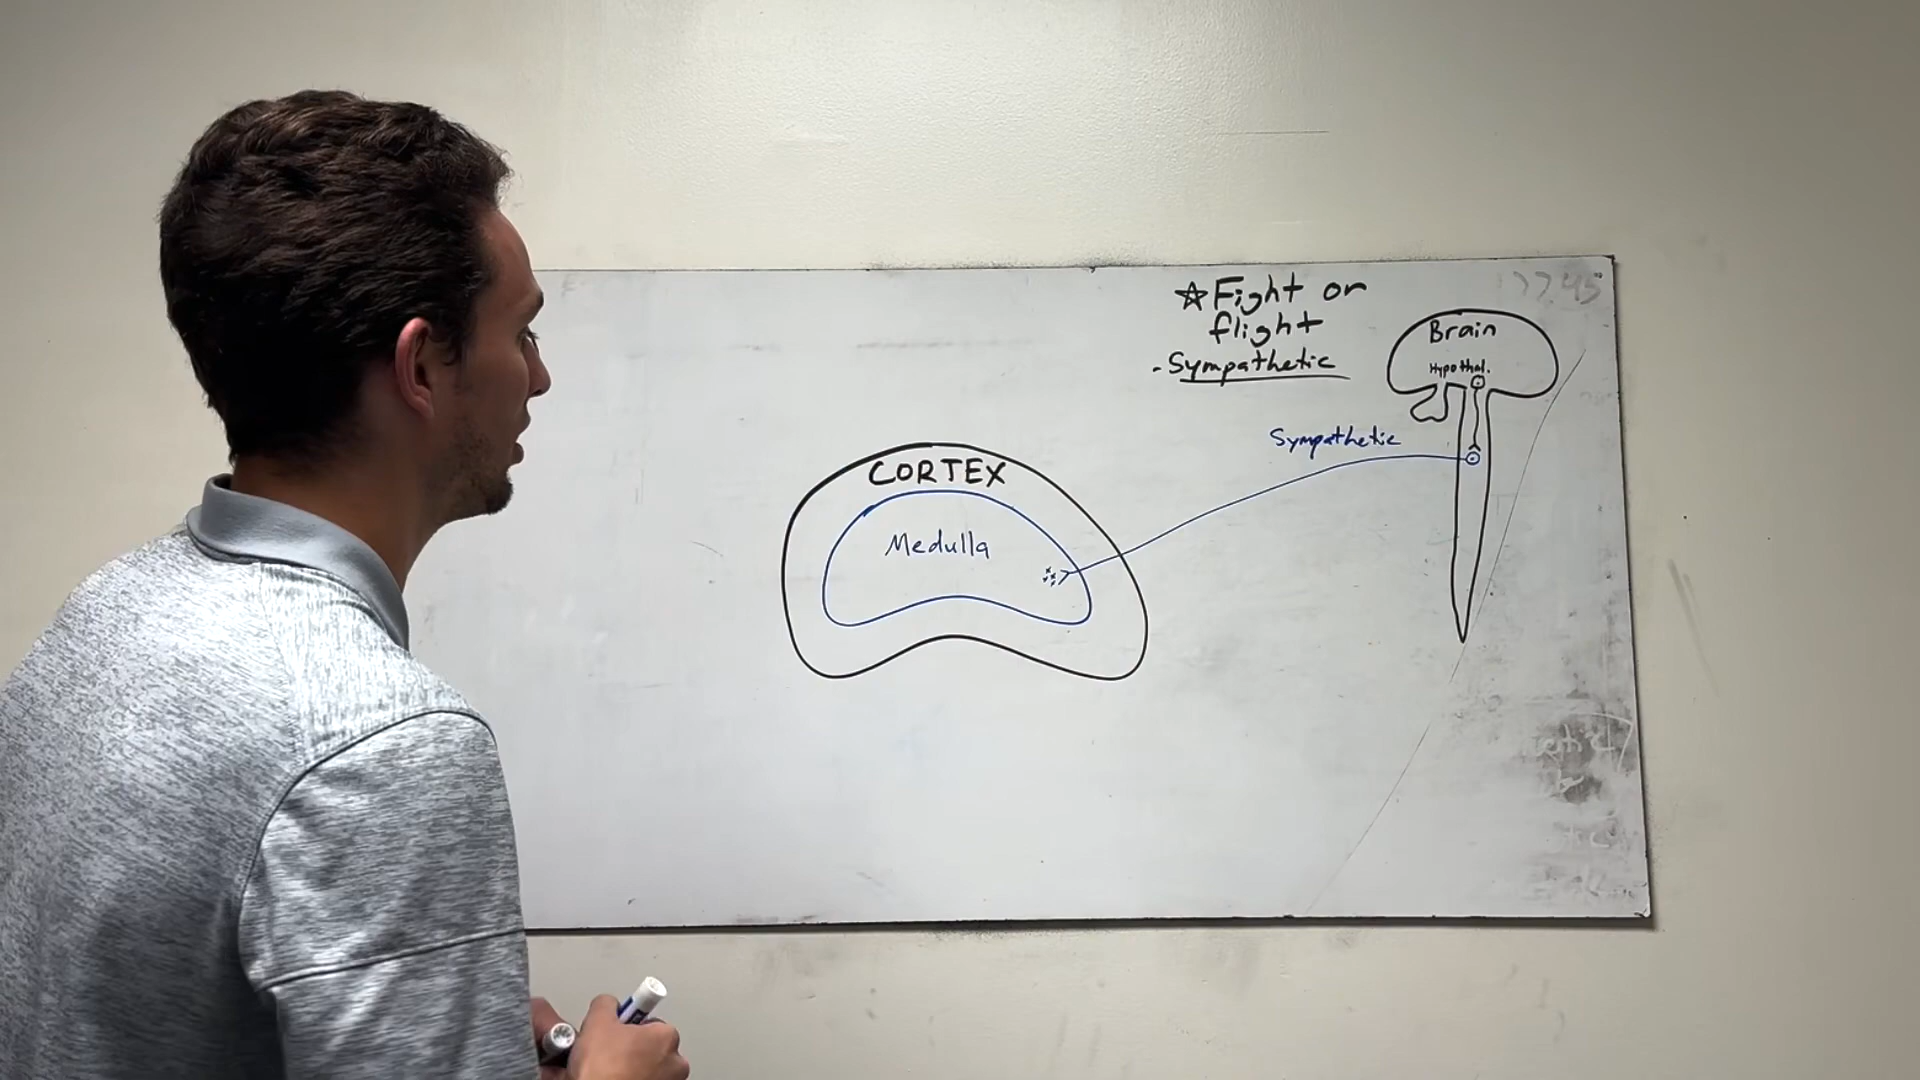 ☆Fight or
flight
- Sympathetic
Brain
Hypothal.
Sympathetic
CORTEX
Medulla